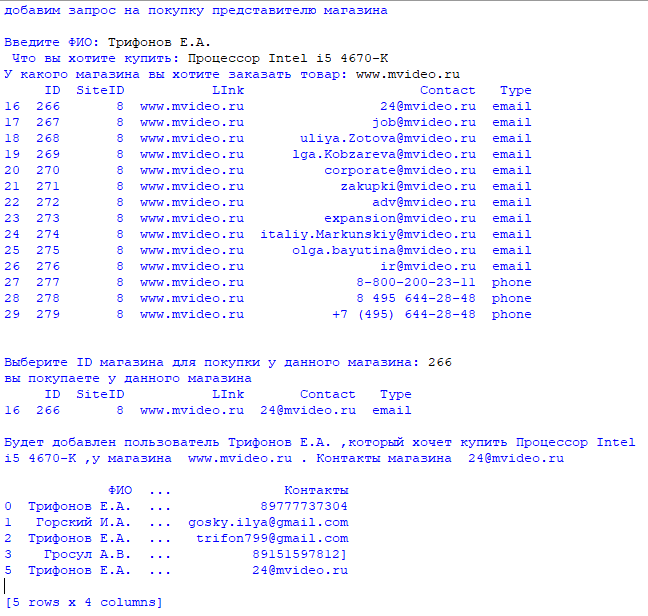 добавим запрос на покупку представителю магазина
Введите ФИО: Трифонов Е.А.
Что вы хотите купить: Процессор Intel i5 4670-K
У какого магазина вы хотите заказать товар: www.mvideo.ru
ID SiteID LInk Contact Type
16 266 8 www.mvideo.ru 24@mvideo.ru email
17 267 8 www.mvideo.ru job@mvideo.ru email
18 268 8 www.mvideo.ru uliya.Zotova@mvideo.ru email
19 269 8 www.mvideo.ru lga.Kobzareva@mvideo.ru email
20 270 8 www.mvideo.ru corporate@mvideo.ru email
21 271 8 www.mvideo.ru zakupki@mvideo.ru email
22 272 8 www.mvideo.ru adv@mvideo.ru email
23 273 8 www.mvideo.ru expansion@mvideo.ru email
24 274 8 www.mvideo.ru italiy.Markunskiy@mvideo.ru email
25 275 8 www.mvideo.ru olga.bayutina@mvideo.ru email
26 276 8 www.mvideo.ru ir@mvideo.ru email
27 277 8 www.mvideo.ru 8-800-200-23-11 phone
28 278 8 www.mvideo.ru 8 495 644-28-48 phone
29 279 8 www.mvideo.ru +7 (495) 644-28-48 phone
Выберите ID магазина для покупки у данного магазина: 266
вы покупаете у данного магазина
ID SiteID LInk Contact Type
16 266 8 www.mvideo.ru 24@mvideo.ru email
Будет добавлен пользователь Трифонов Е.А. ,который хочет купить Процессор Intel
i5 4670-K ,у магазина www.mvideo.ru . Контакты магазина 24@mvideo.ru
ФИО ... Контакты
0 Трифонов Е.А. ... 89777737304
1 Горский И.А. ... gosky.ilya@gmail.com
2 Трифонов Е.А. ... trifon799@gmail.com
3 Гросул А.В. ... 89151597812]
5 Трифонов Е.А. ... 24@mvideo.ru
[5 rows x 4 columns]